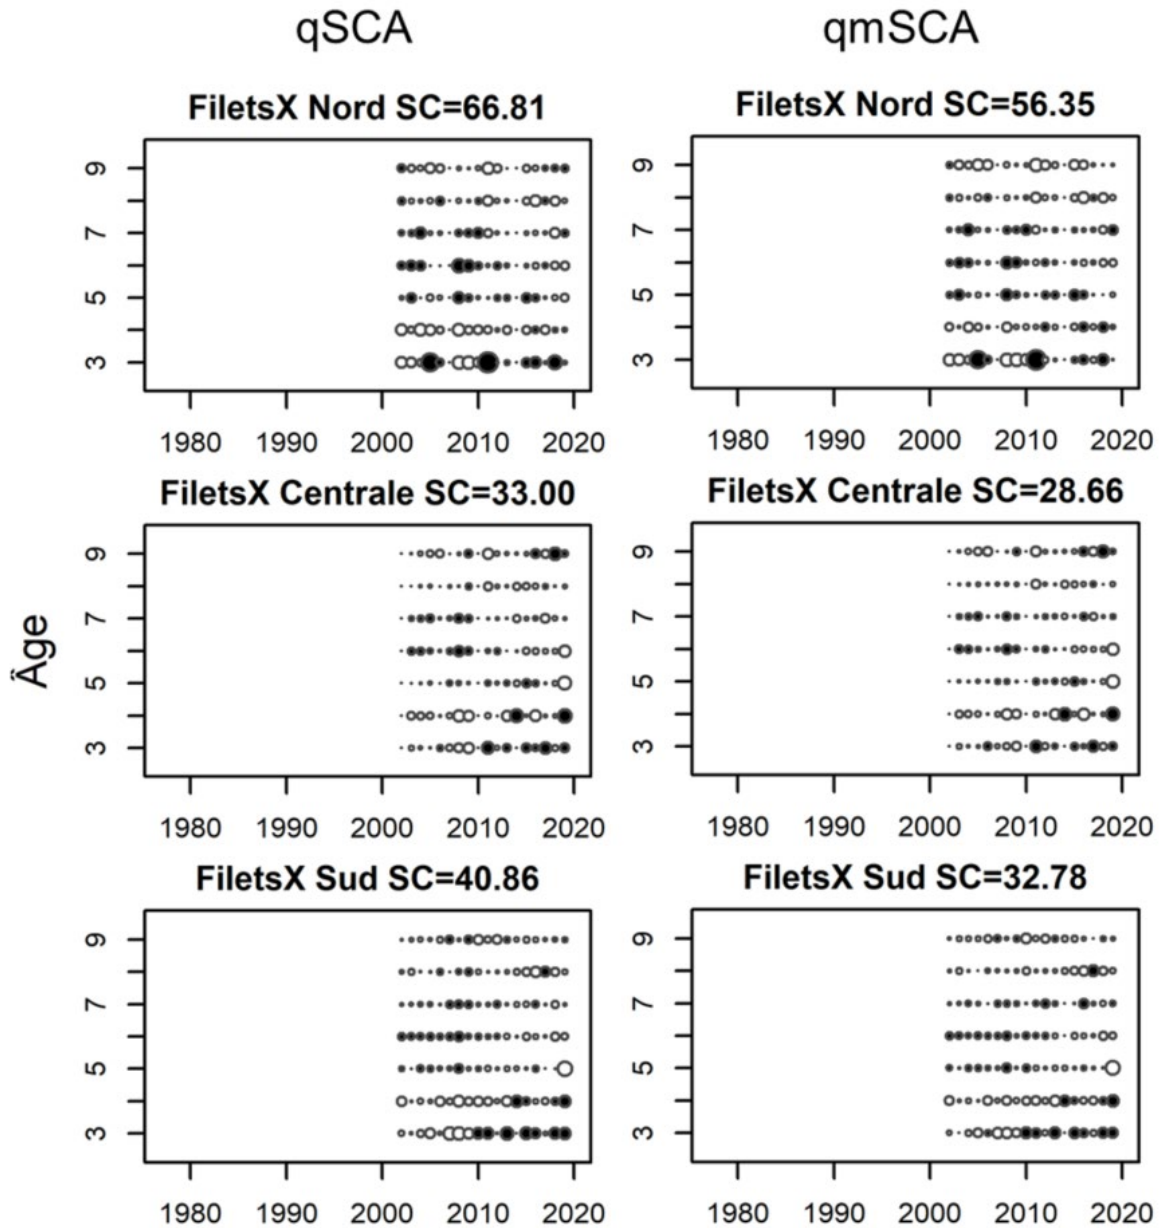 qSCA
qmSCA
FiletsX Nord SC=66.81
9
7
5
3
1980 1990 2000 2010 2020
FiletsX Nord SC=56.35
9
7
5
3
1980 1990 2000 2010 2020
Âge
FiletsX Centrale SC=33.00
9
7
5
3
1980 1990 2000 2010 2020
FiletsX Centrale SC=28.66
9
7
5
3
1980 1990 2000 2010 2020
FiletsX Sud SC=40.86
9
7
5
3
1980 1990 2000 2010 2020
FiletsX Sud SC=32.78
9
7
5
3
1980 1990 2000 2010 2020